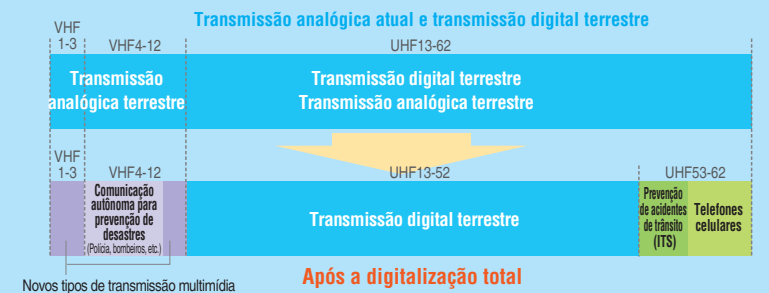 Transmissão analógica atual e transmissão digital terrestre
VHF
1-3
VHF4-12
UHF13-62
Transmissão
analógica terrestre
Transmissão digital terrestre
Transmissão analógica terrestre
VHF
1-3
VHF4-12
UHF13-52
UHF53-62
Comunicação
autônoma para
prevenção de
desastres
(Polícia, bombeiros, etc.)
Transmissão digital terrestre
Prevenção
de acidentes
de trânsito
(ITS)
Telefones
celulares
Novos tipos de transmissão multimídia
Após a digitalização total